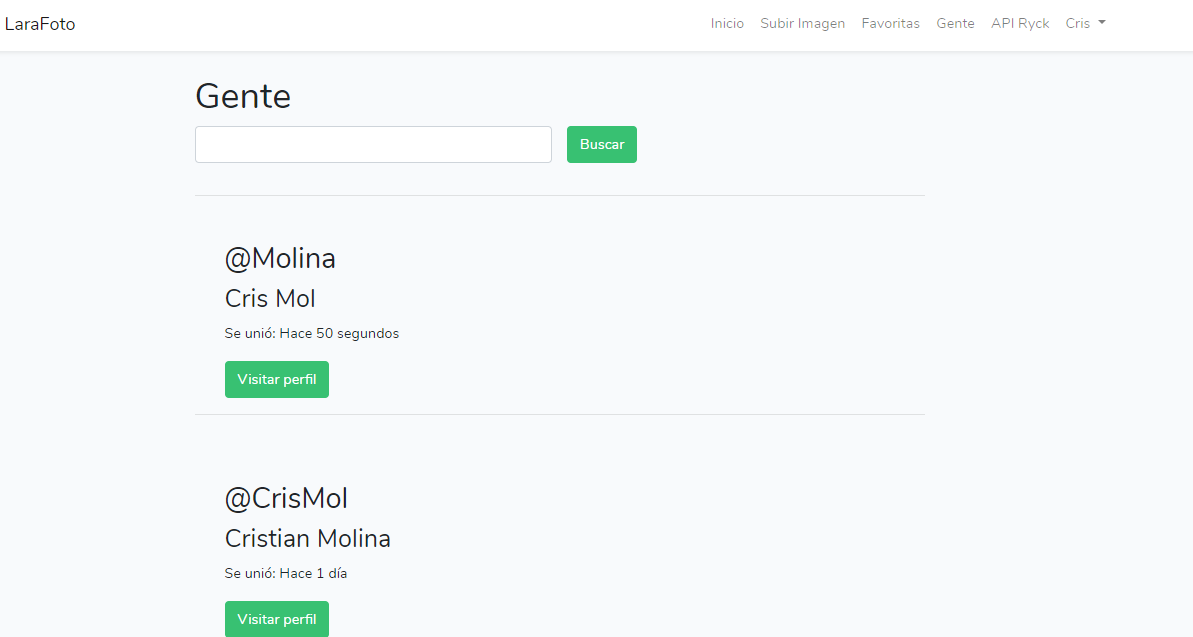 LaraFoto Inicio Subir Imagen Favoritas Gente API Ryck Cris
Gente
Buscar
@Molina
Cris Mol
Se unió: Hace 50 segundos
Visitar perfil
@CrisMol
Cristian Molina
Se unió: Hace 1 día
Visitar perfil